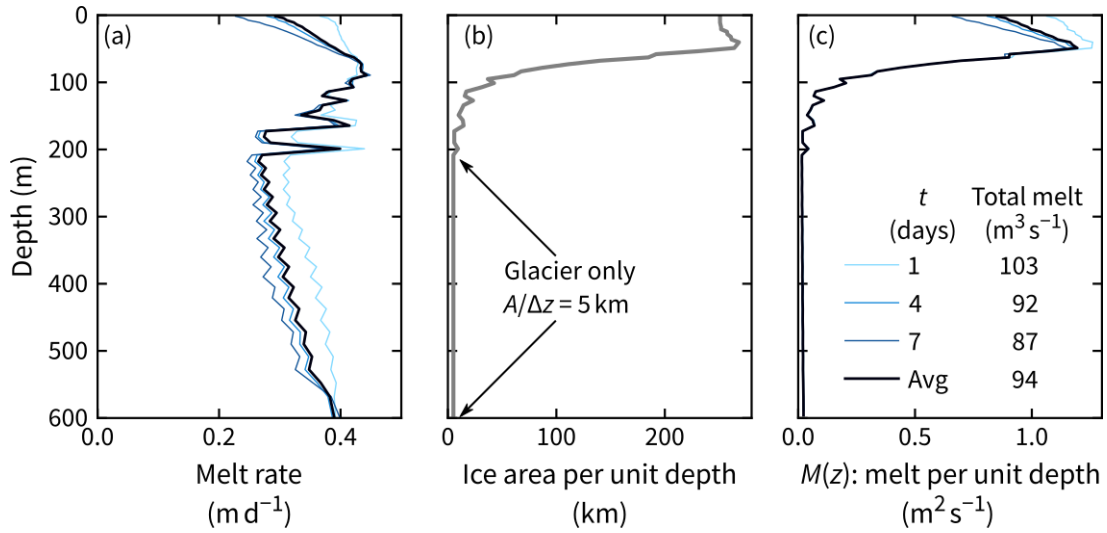 (a)
0
100
200
300
400
500
600
Depth (m)
0.0 0.2 0.4
Melt rate
(m d⁻¹)
(b)
Glacier only
A/Δz = 5 km
0 100 200
Ice area per unit depth
(km)
(c)
t Total melt
(days) (m³ s⁻¹)
1 103
4 92
7 87
Avg 94
0.0 0.5 1.0
M(z): melt per unit depth
(m² s⁻¹)